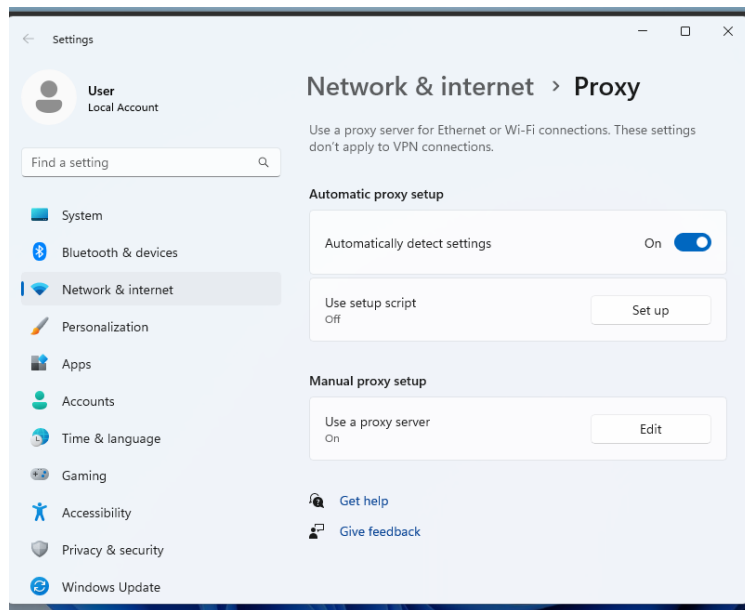 Settings
User
Local Account
Find a setting
System
Bluetooth & devices
Network & internet
Personalization
Apps
Accounts
Time & language
Gaming
Accessibility
Privacy & security
Windows Update
Network & internet > Proxy
Use a proxy server for Ethernet or Wi-Fi connections. These settings
don't apply to VPN connections.
Automatic proxy setup
Automatically detect settings
On
Use setup script
Off
Set up
Manual proxy setup
Use a proxy server
On
Edit
Get help
Give feedback